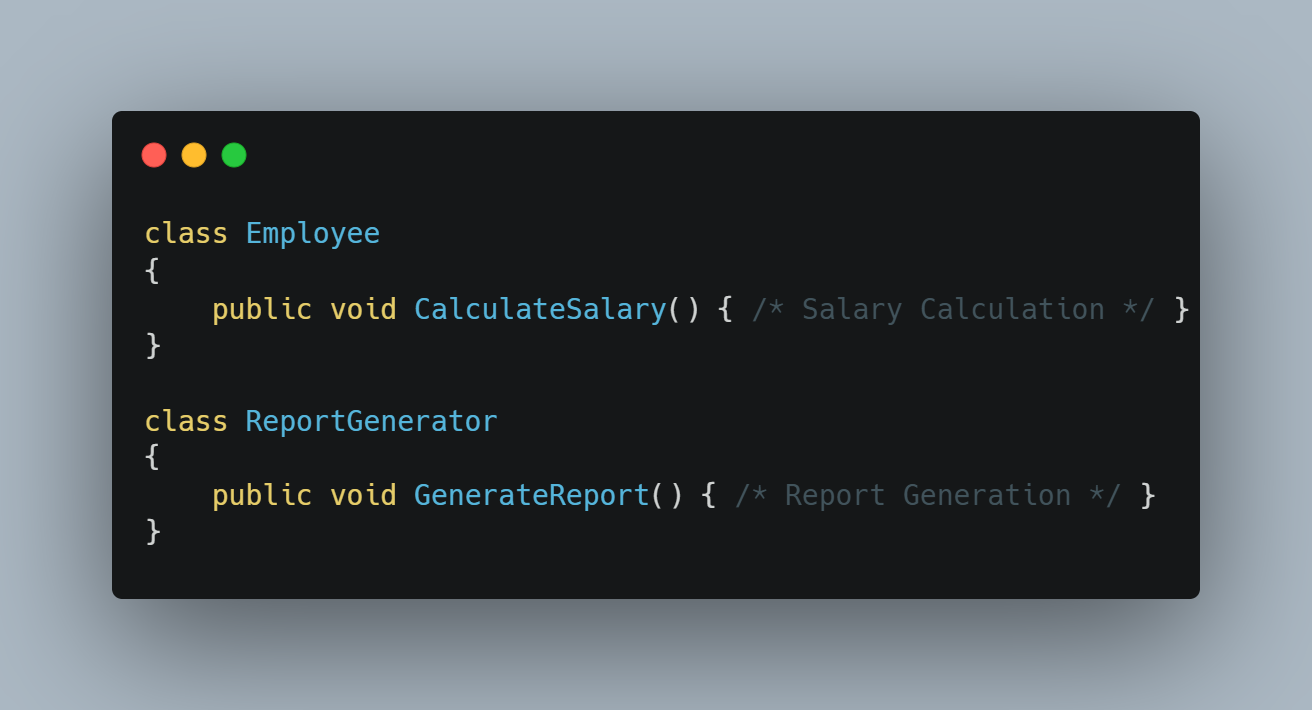 class Employee
{
    public void CalculateSalary() { /* Salary Calculation */ }
}

class ReportGenerator
{
    public void GenerateReport() { /* Report Generation */ }
}